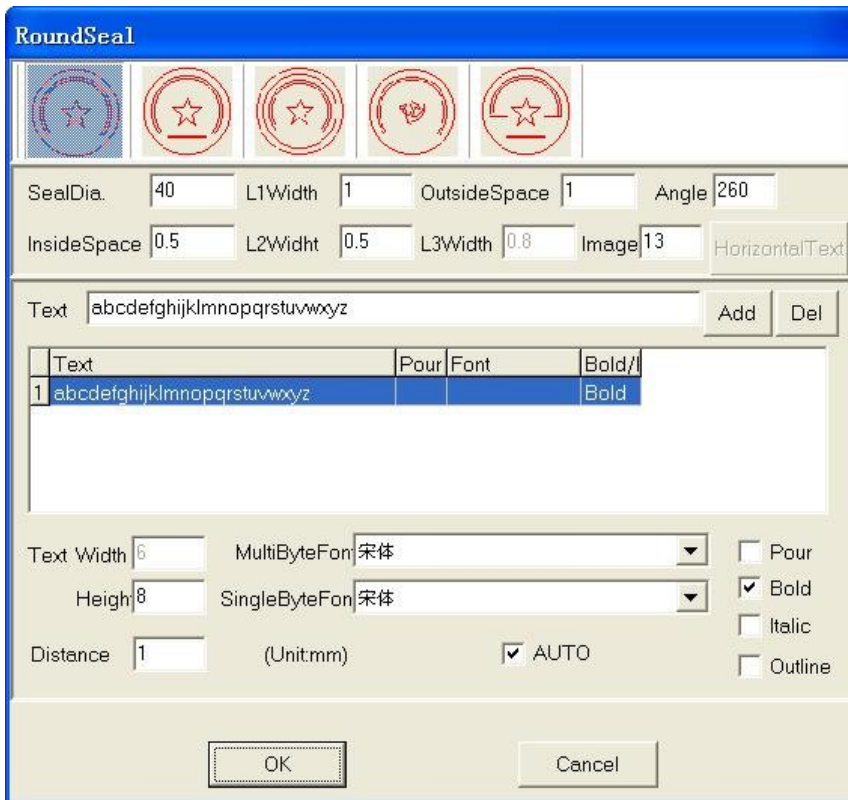 RoundSeal
SealDia. 40 L1Width 1 OutsideSpace 1 Angle 260
InsideSpace 0.5 L2Widht 0.5 L3Width 0.8 Image 13 HorizontalText
Text abcdefghijklmnopqrstuvwxyz Add Del
Text Pour Font Bold/I
1 abcdefghijklmnopqrstuvwxyz Bold
Text Width 6 MultiByteFon 宋体 Pour
Heigh 8 SingleByteFon 宋体 Bold
Italic
Distance 1 (Unit:mm) AUTO
Outline
OK Cancel